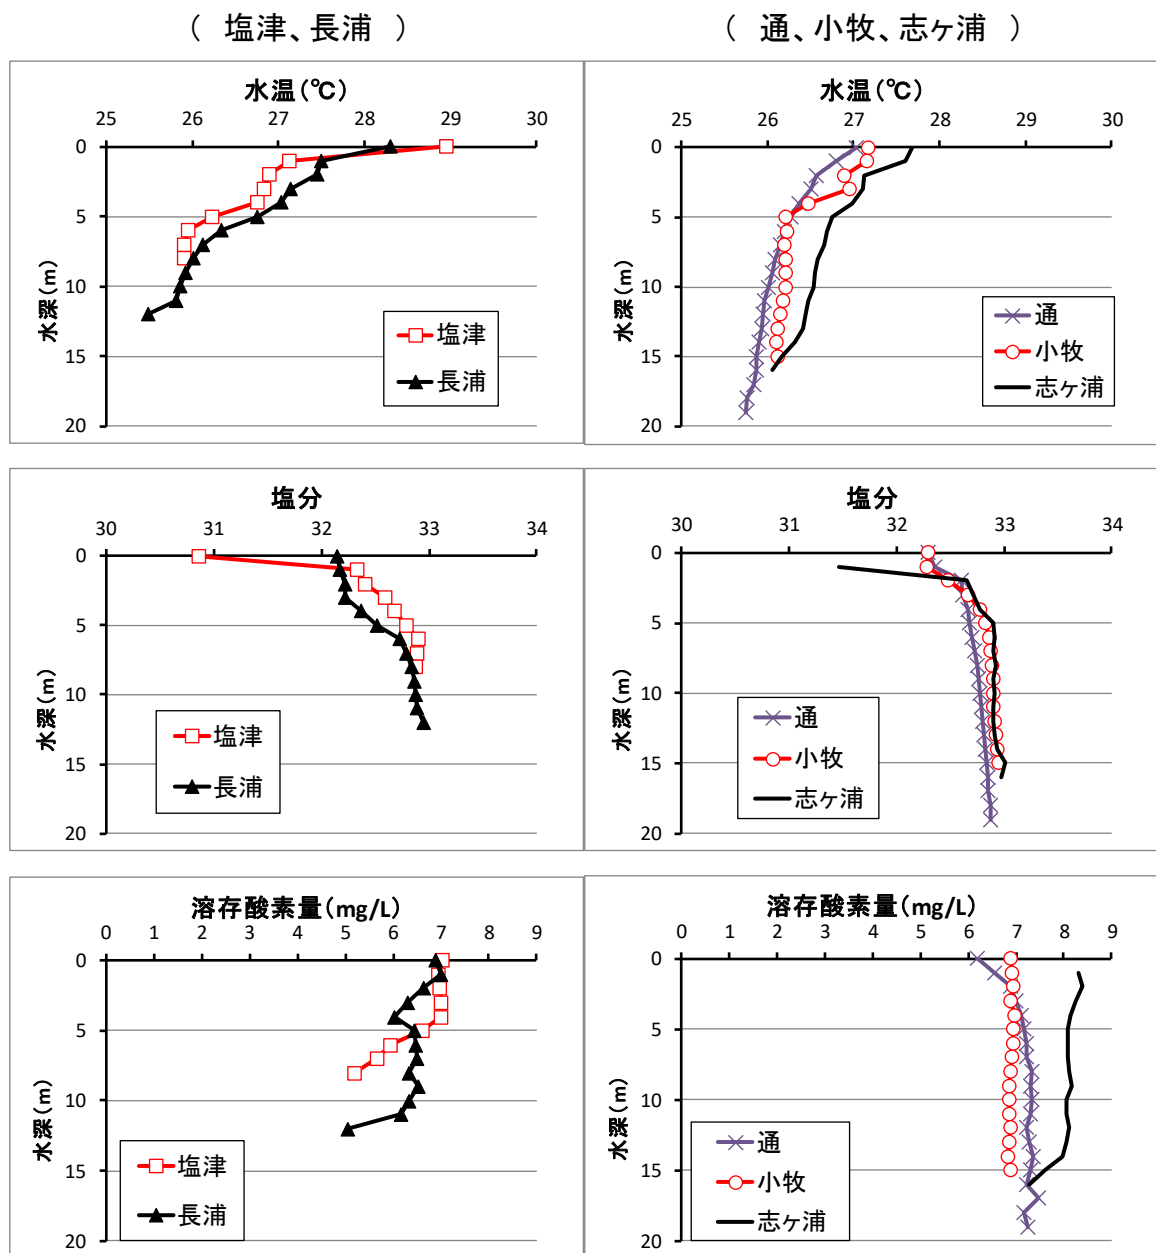 ( 塩津、長浦 )
( 通、小牧、志ヶ浦 )
水温(℃)
25 26 27 28 29 30
0
5
10
15
20
水深(m)
塩津
長浦
水温(℃)
25 26 27 28 29 30
0
5
10
15
20
水深(m)
通
小牧
志ヶ浦
塩分
30 31 32 33 34
0
5
10
15
20
水深(m)
塩津
長浦
塩分
30 31 32 33 34
0
5
10
15
20
水深(m)
通
小牧
志ヶ浦
溶存酸素量(mg/L)
0 1 2 3 4 5 6 7 8 9
0
5
10
15
20
水深(m)
塩津
長浦
溶存酸素量(mg/L)
0 1 2 3 4 5 6 7 8 9
0
5
10
15
20
水深(m)
通
小牧
志ヶ浦